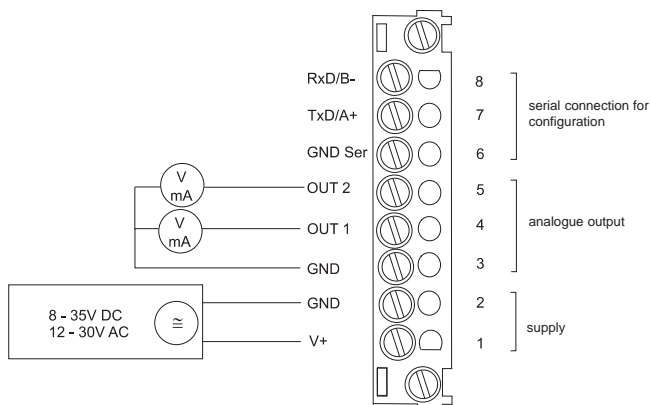 RxD/B- 8
TxD/A+ 7
GND Ser 6
serial connection for
configuration
V
mA
OUT 2 5
V
mA
OUT 1 4
GND 3
analogue output
GND 2
V+ 1
supply
8 - 35V DC
12 - 30V AC
≅